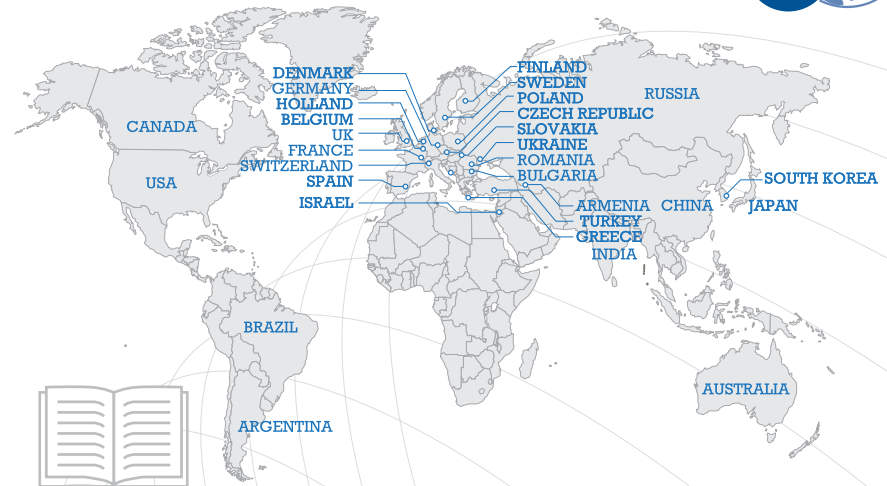 DENMARK
GERMANY
HOLLAND
BELGIUM
UK
FRANCE
SWITZERLAND
SPAIN
ISRAEL
FINLAND
SWEDEN
POLAND
CZECH REPUBLIC
SLOVAKIA
UKRAINE
ROMANIA
BULGARIA
ARMENIA
TURKEY
GREECE
INDIA
RUSSIA
CHINA
SOUTH KOREA
JAPAN
CANADA
USA
BRAZIL
ARGENTINA
AUSTRALIA